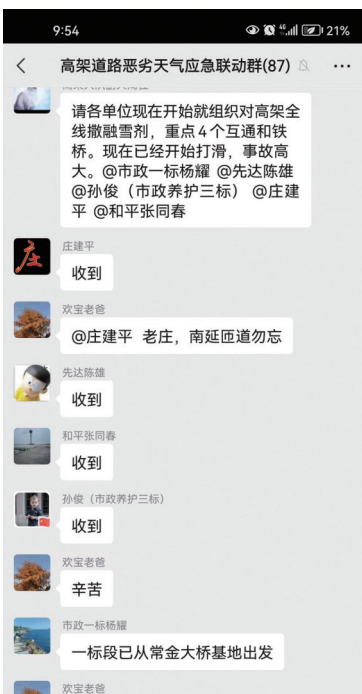 9:54
21%
高架道路恶劣天气应急联动群(87)
请各单位现在开始就组织对高架全
线撒融雪剂，重点4个互通和铁
桥。现在已经开始打滑，事故高
大。@市政一标杨耀 @先达陈雄
@孙俊（市政养护三标） @庄建
平 @和平张同春
庄
庄建平
收到
欢宝老爸
@庄建平 老庄，南延匝道勿忘
先达陈雄
收到
和平张同春
收到
孙俊（市政养护三标）
收到
欢宝老爸
辛苦
市政一标杨耀
一标段已从常金大桥基地出发
欢宝老爸